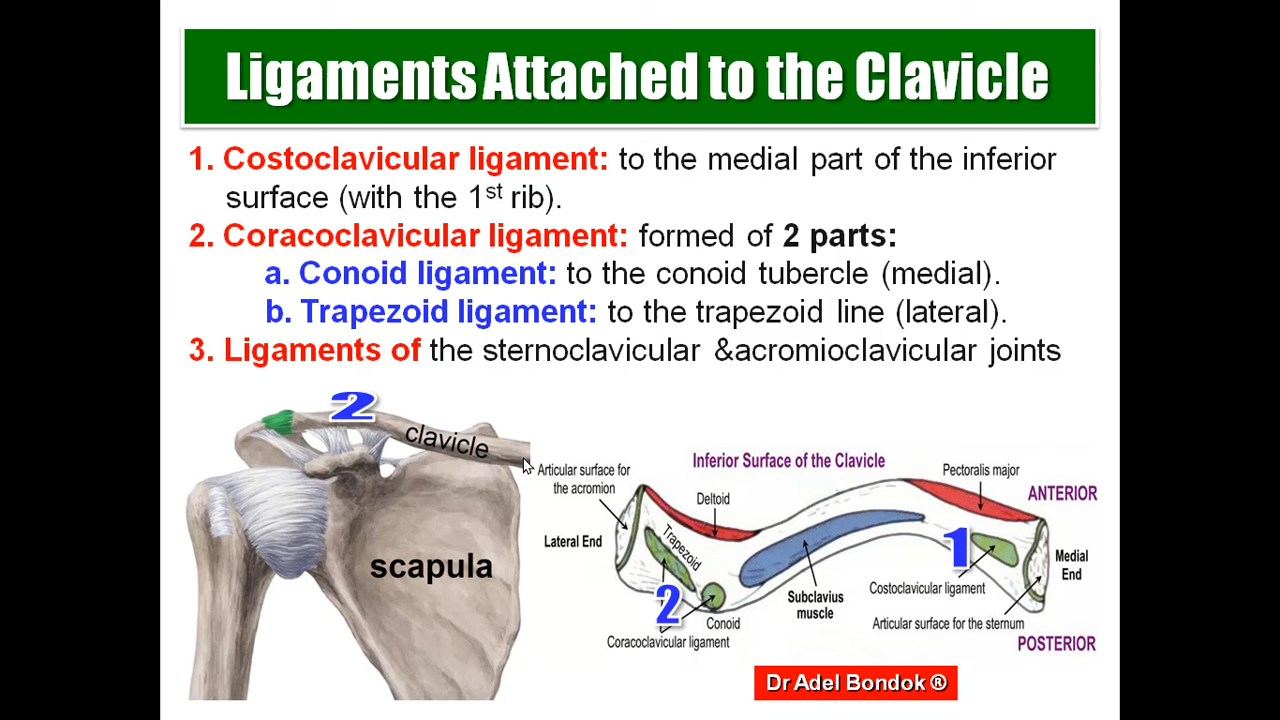 Ligaments Attached to the Clavicle
1. Costoclavicular ligament: to the medial part of the inferior
surface (with the 1st rib).
2. Coracoclavicular ligament: formed of 2 parts:
a. Conoid ligament: to the conoid tubercle (medial).
b. Trapezoid ligament: to the trapezoid line (lateral).
3. Ligaments of the sternoclavicular &acromioclavicular joints
2
clavicle
scapula
Inferior Surface of the Clavicle
Articular surface for
the acromion
Deltoid
Pectoralis major
ANTERIOR
Lateral End
Trapezoid
1
Medial
End
2
Conoid
Coracoclavicular ligament
Subclavius
muscle
Costoclavicular ligament
Articular surface for the sternum
POSTERIOR
Dr Adel Bondok ®